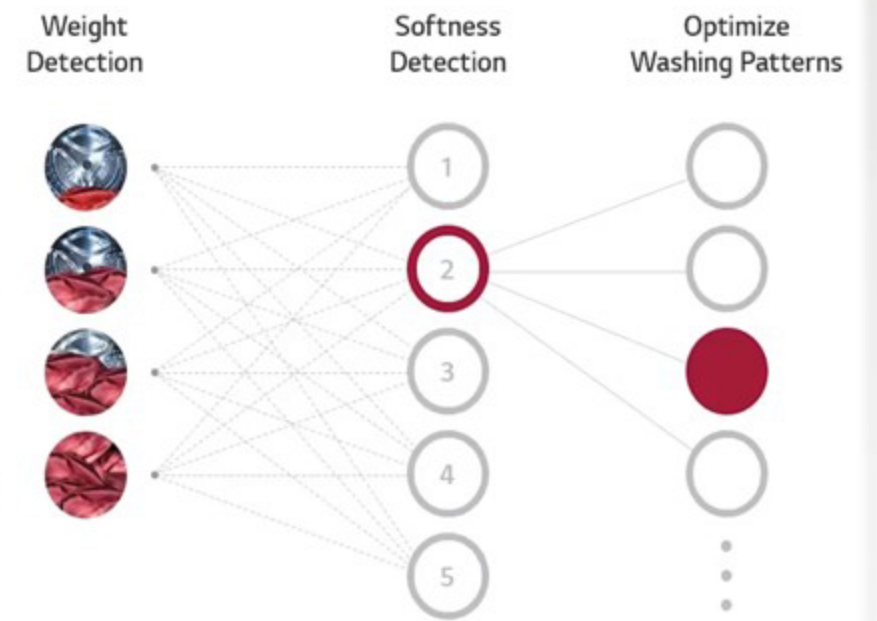 Weight
Detection
Softness
Detection
Optimize
Washing Patterns
1
2
3
4
5